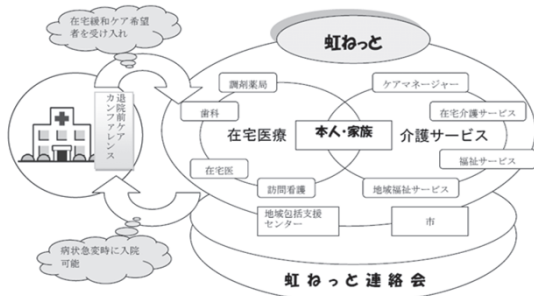 在宅緩和ケア希望
者を受け入れ
虹ねっと
調剤薬局
ケアマネージャー
退院前ケア
カンファレンス
歯科
在宅介護サービス
在宅医療
本人・家族
介護サービス
在宅医
福祉サービス
訪問看護
地域福祉サービス
地域包括支援
センター
市
病状急変時に入院
可能
虹ねっと連絡会